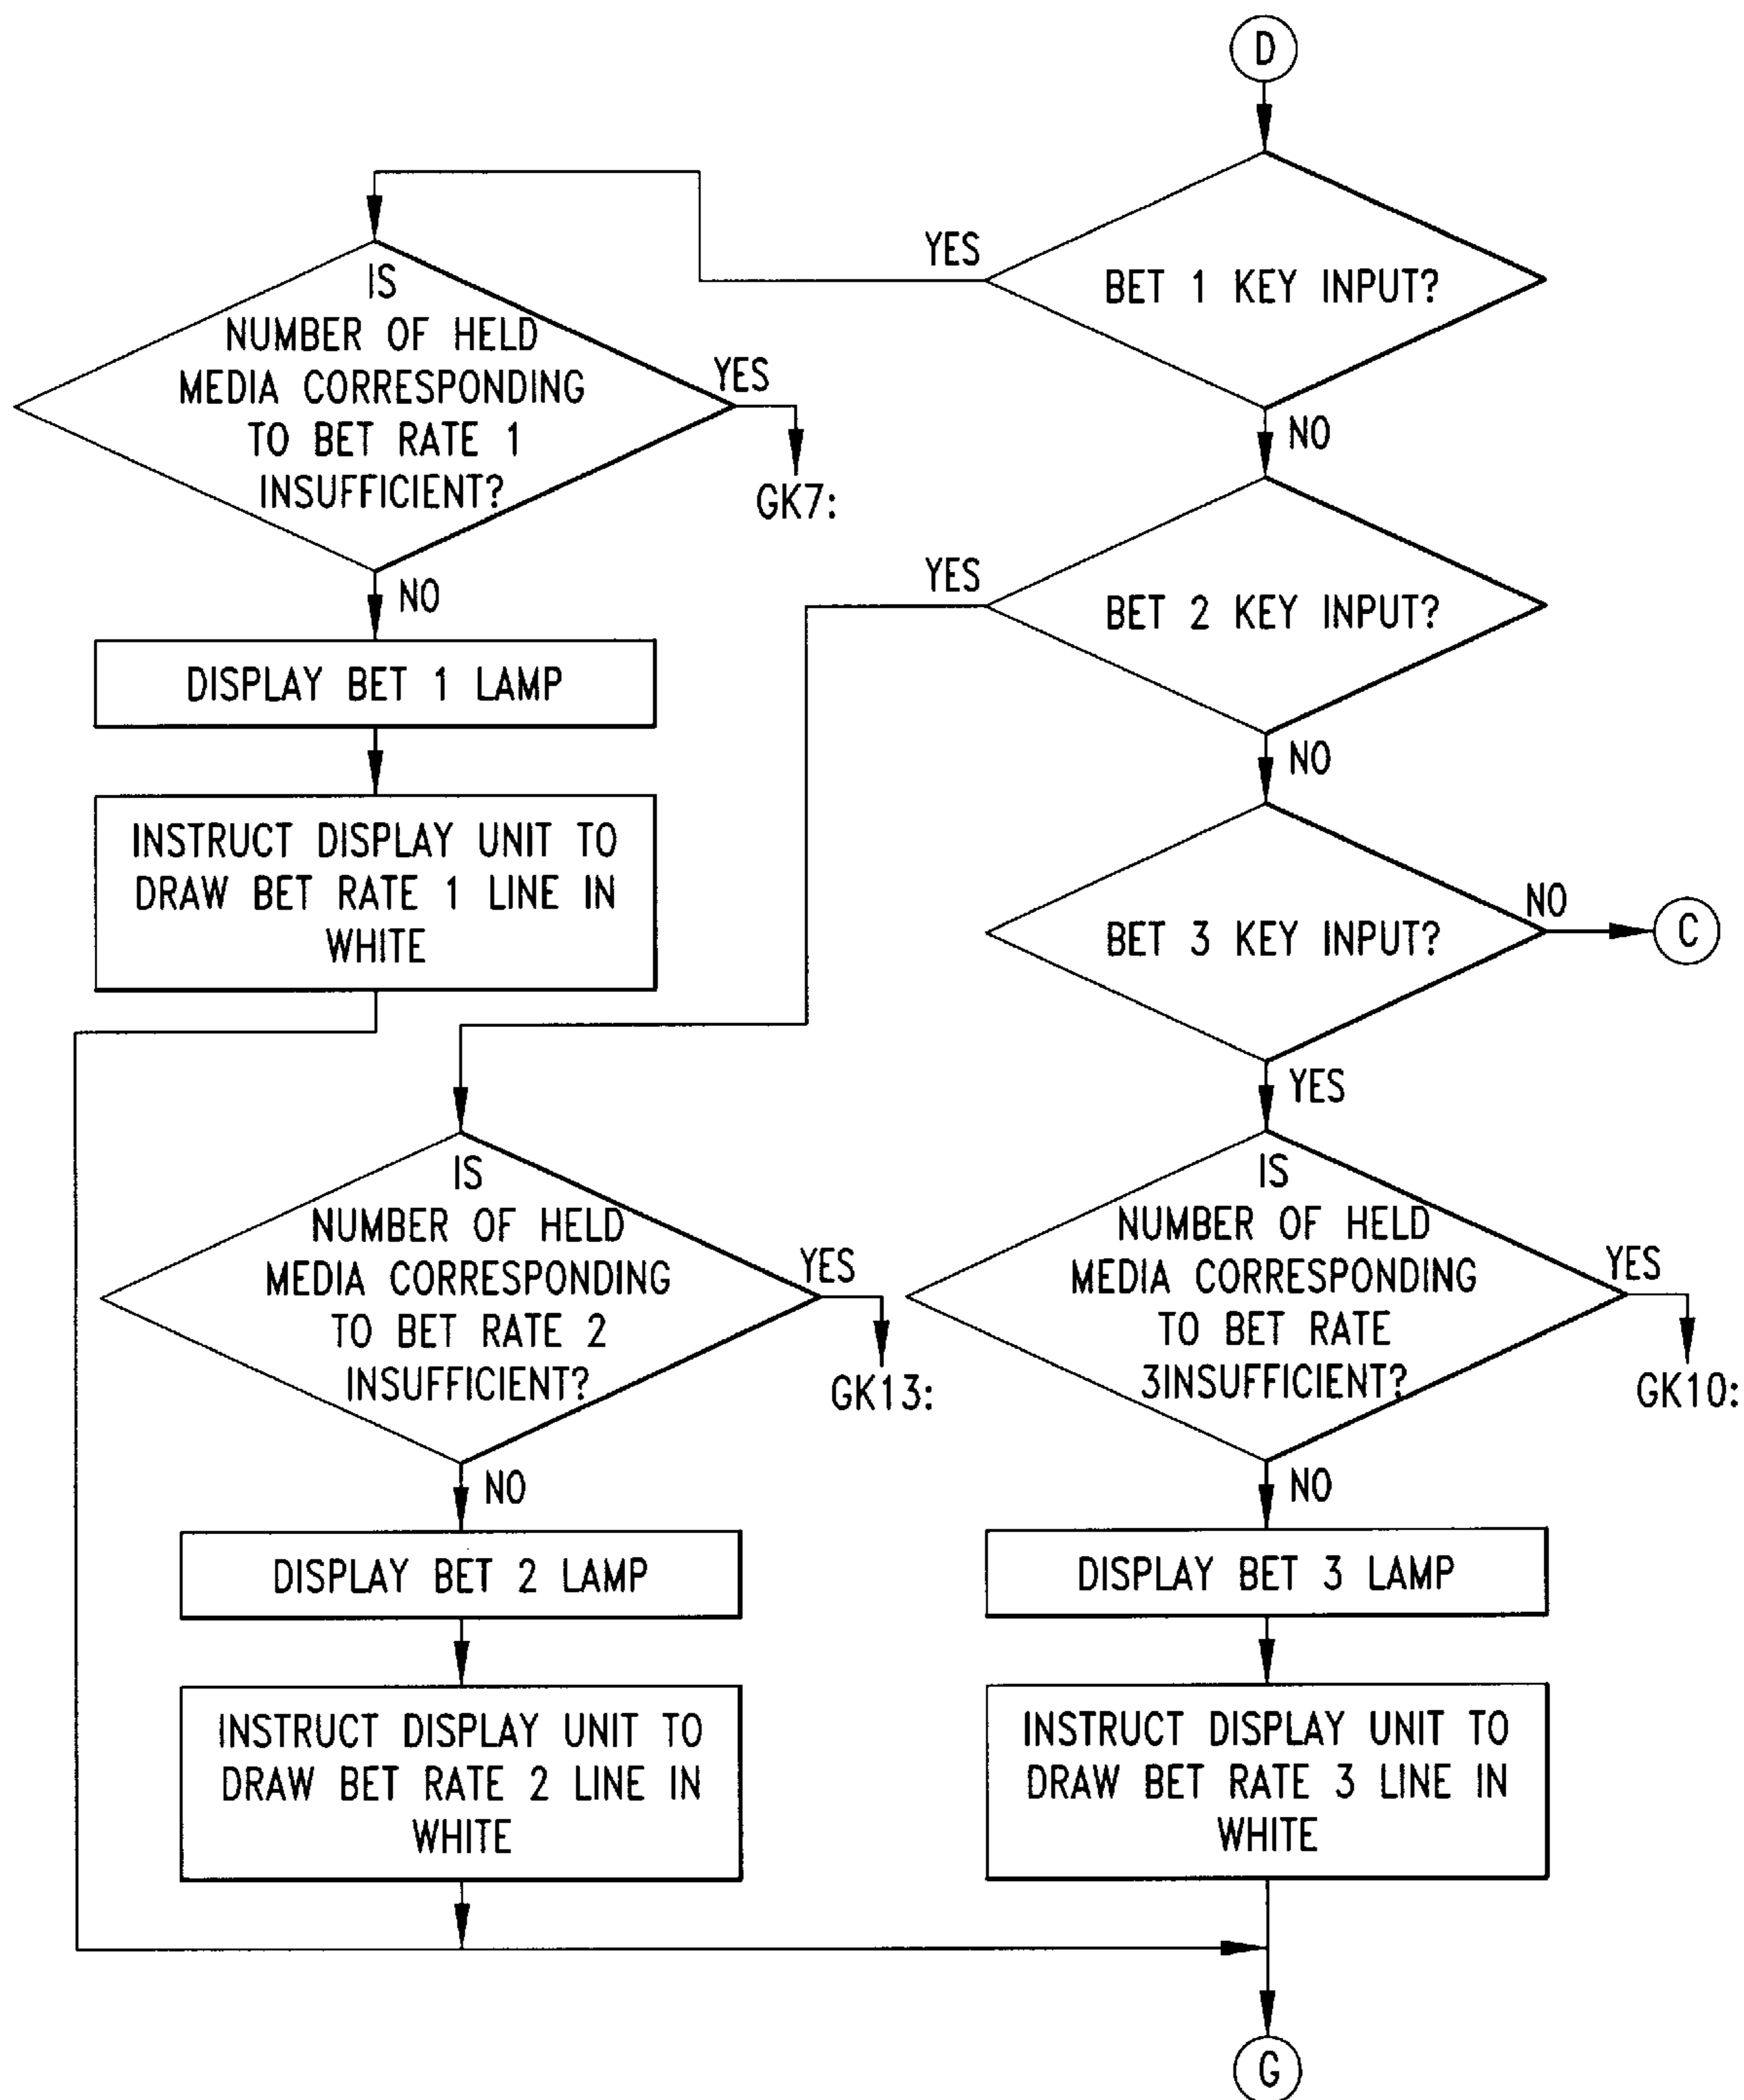 D
BET 1 KEY INPUT?
YES
NO
IS
NUMBER OF HELD
MEDIA CORRESPONDING
TO BET RATE 1
INSUFFICIENT?
YES
GK7:
NO
DISPLAY BET 1 LAMP
INSTRUCT DISPLAY UNIT TO
DRAW BET RATE 1 LINE IN
WHITE
BET 2 KEY INPUT?
YES
NO
BET 3 KEY INPUT?
NO
C
YES
IS
NUMBER OF HELD
MEDIA CORRESPONDING
TO BET RATE 2
INSUFFICIENT?
YES
GK13:
NO
DISPLAY BET 2 LAMP
INSTRUCT DISPLAY UNIT TO
DRAW BET RATE 2 LINE IN
WHITE
IS
NUMBER OF HELD
MEDIA CORRESPONDING
TO BET RATE
3INSUFFICIENT?
YES
GK10:
NO
DISPLAY BET 3 LAMP
INSTRUCT DISPLAY UNIT TO
DRAW BET RATE 3 LINE IN
WHITE
G